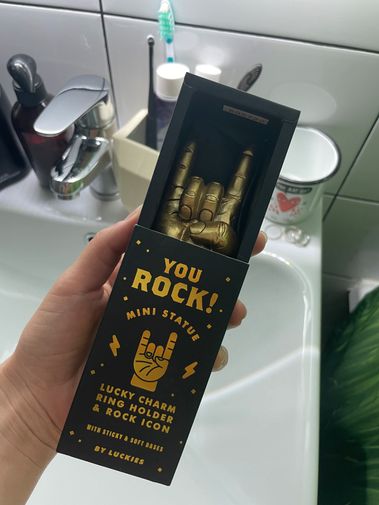 YOU
ROCK!
MINI STATUE
LUCKY CHARM
RING HOLDER
& ROCK ICON
WITH STICKY & SOFT BASES
BY LUCKIES